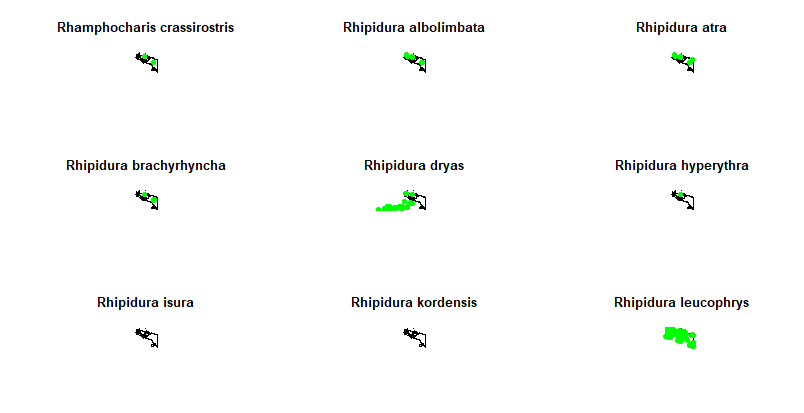 Rhamphocharis crassirostris
Rhipidura albolimbata
Rhipidura atra
Rhipidura brachyrhyncha
Rhipidura dryas
Rhipidura hyperythra
Rhipidura isura
Rhipidura kordensis
Rhipidura leucophrys